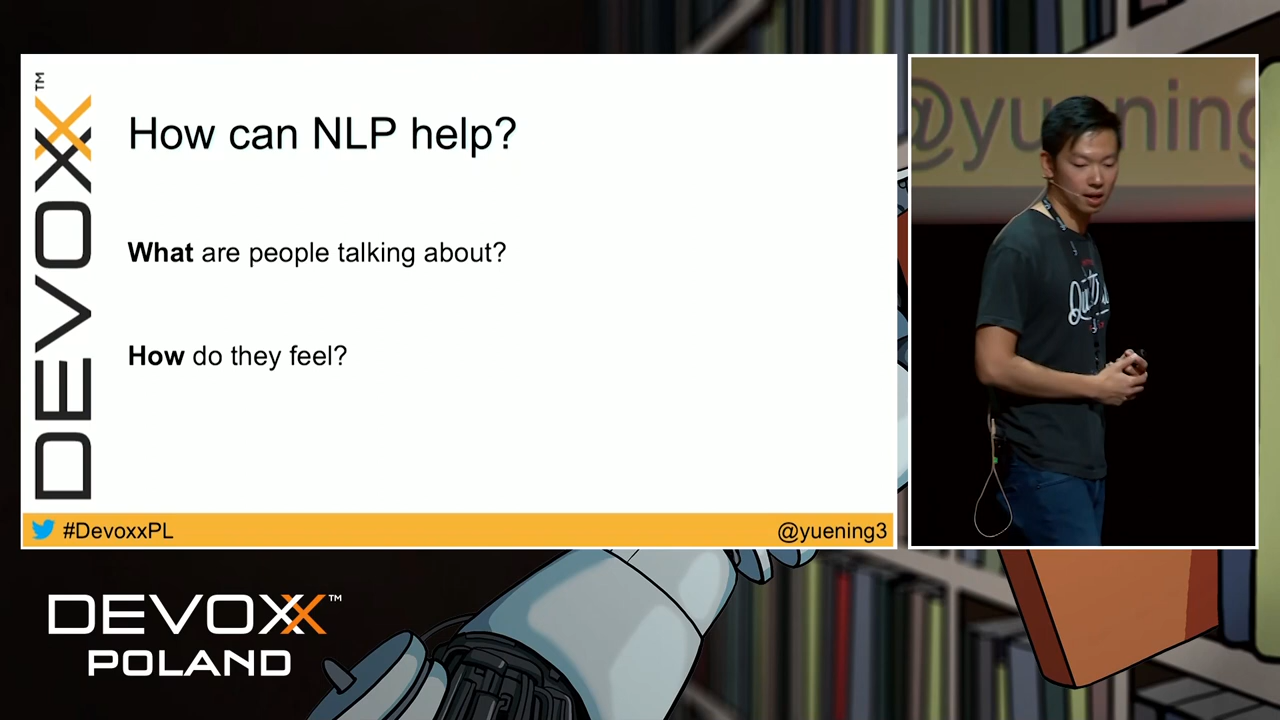 DEVOXX™
How can NLP help?
What are people talking about?
How do they feel?
#DevoxxPL
@yuening3
@yuening
DEVOXX™
POLAND